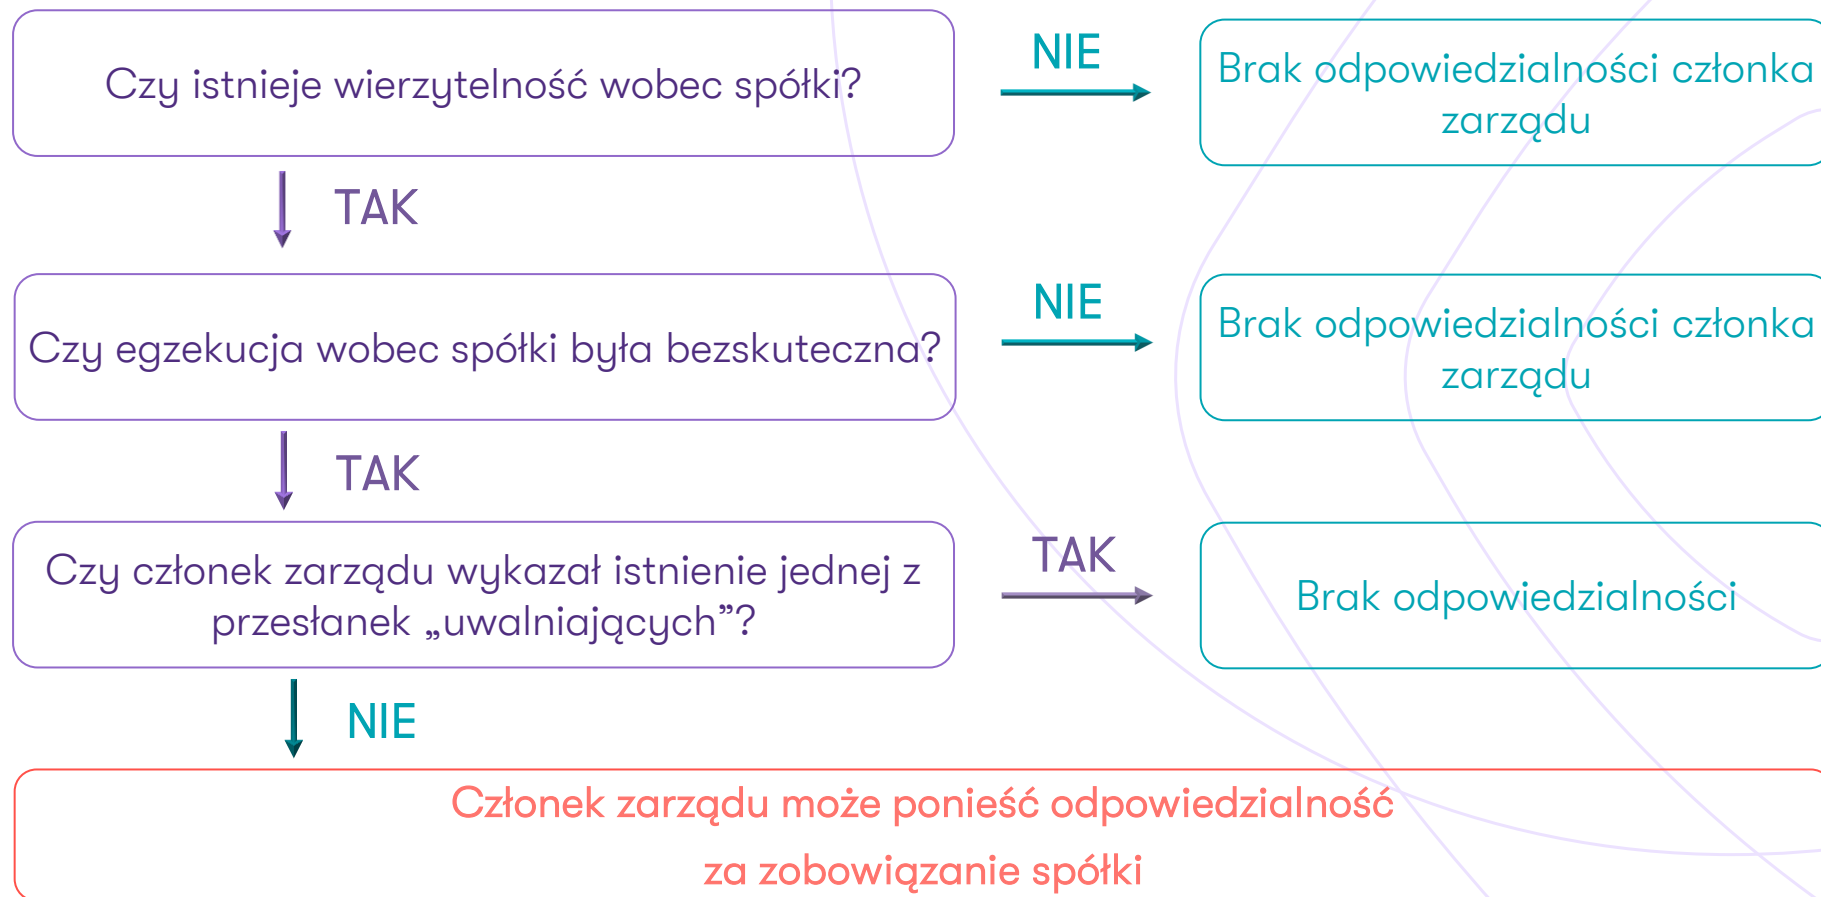 Czy istnieje wierzytelność wobec spółki?
NIE
Brak odpowiedzialności członka
zarządu
TAK
Czy egzekucja wobec spółki była bezskuteczna?
NIE
Brak odpowiedzialności członka
zarządu
TAK
Czy członek zarządu wykazał istnienie jednej z
przesłanek „uwalniających”?
TAK
Brak odpowiedzialności
NIE
Członek zarządu może ponieść odpowiedzialność
za zobowiązanie spółki